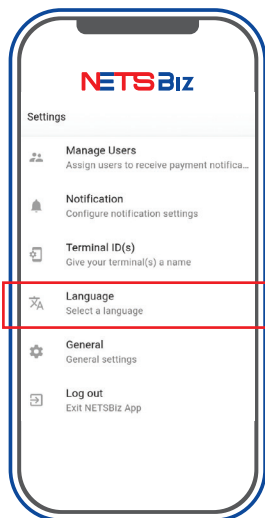 NETSBIZ
Settings
Manage Users
Assign users to receive payment notifica...
Notification
Configure notification settings
Terminal ID(s)
Give your terminal(s) a name
Language
Select a language
General
General settings
Log out
Exit NETSBiz App